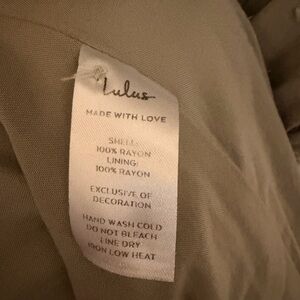 Lulus
MADE WITH LOVE
SHELL:
100% RAYON
LINING:
100% RAYON
EXCLUSIVE OF
DECORATION
HAND WASH COLD
DO NOT BLEACH
LINE DRY
IRON LOW HEAT